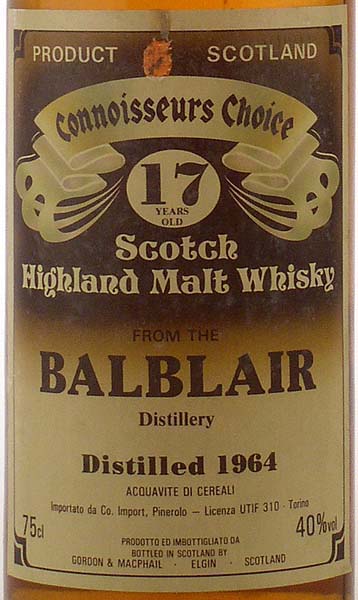 PRODUCT SCOTLAND
Connoisseurs Choice
17
YEARS
OLD
Scotch
Highland Malt Whisky
FROM THE
BALBLAIR
Distillery
Distilled 1964
ACQUAVITE DI CEREALI
Importato da Co. Import, Pinerolo — Licenza UTIF 310 · Torino
75cl 40%vol
PRODOTTO ED IMBOTTIGLIATO DA
BOTTLED IN SCOTLAND BY
GORDON & MACPHAIL · ELGIN · SCOTLAND